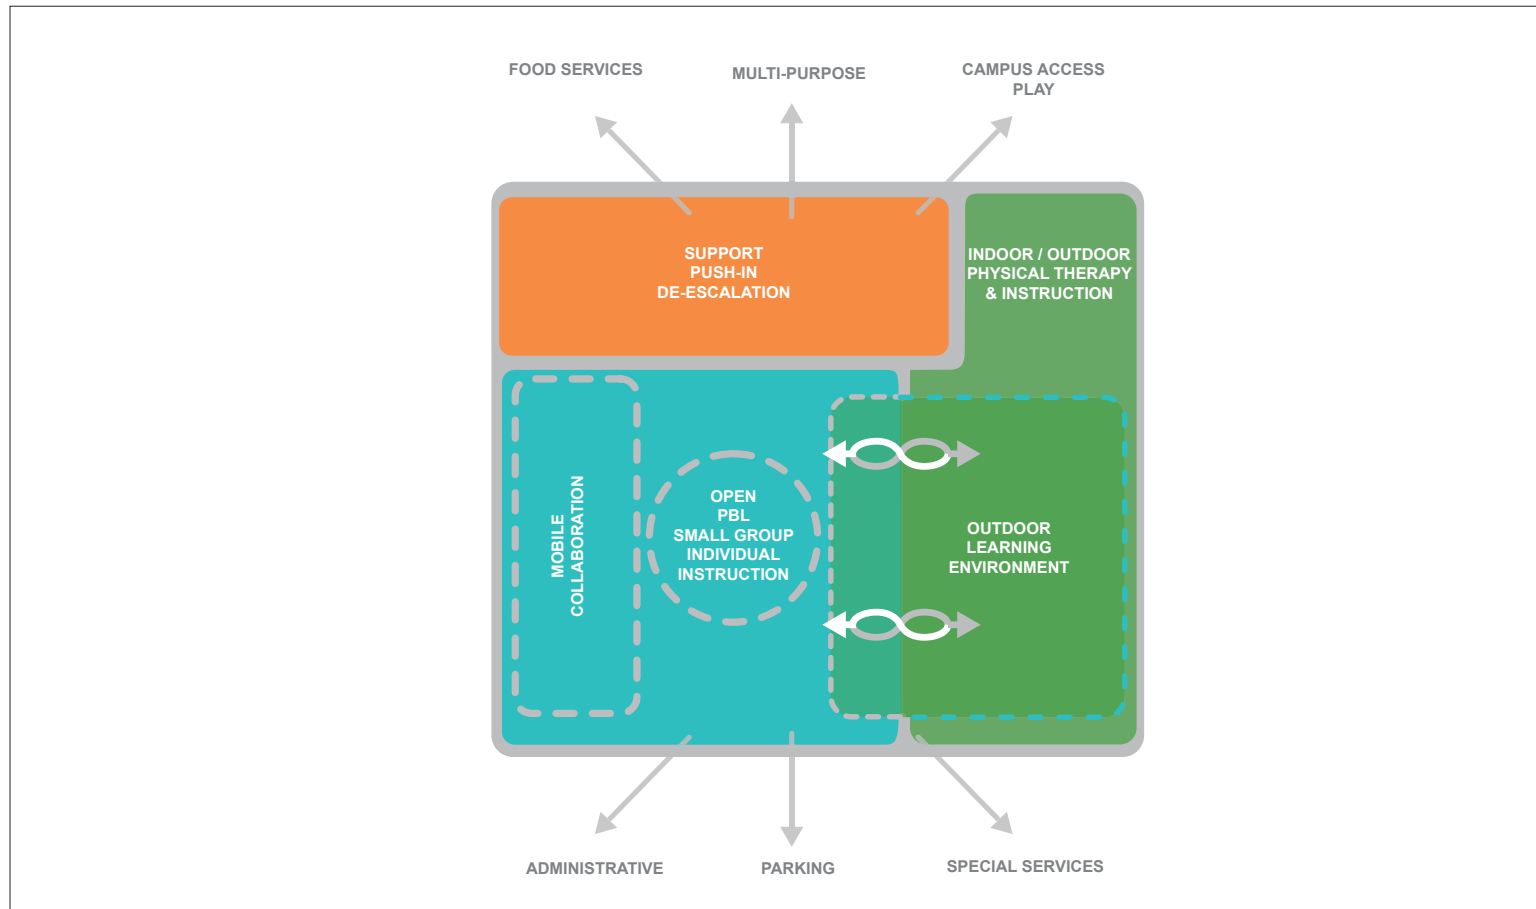 FOOD SERVICES
MULTI-PURPOSE
CAMPUS ACCESS
PLAY
SUPPORT
PUSH-IN
DE-ESCALATION
INDOOR / OUTDOOR
PHYSICAL THERAPY
& INSTRUCTION
MOBILE
COLLABORATION
OPEN
PBL
SMALL GROUP
INDIVIDUAL
INSTRUCTION
OUTDOOR
LEARNING
ENVIRONMENT
ADMINISTRATIVE
PARKING
SPECIAL SERVICES